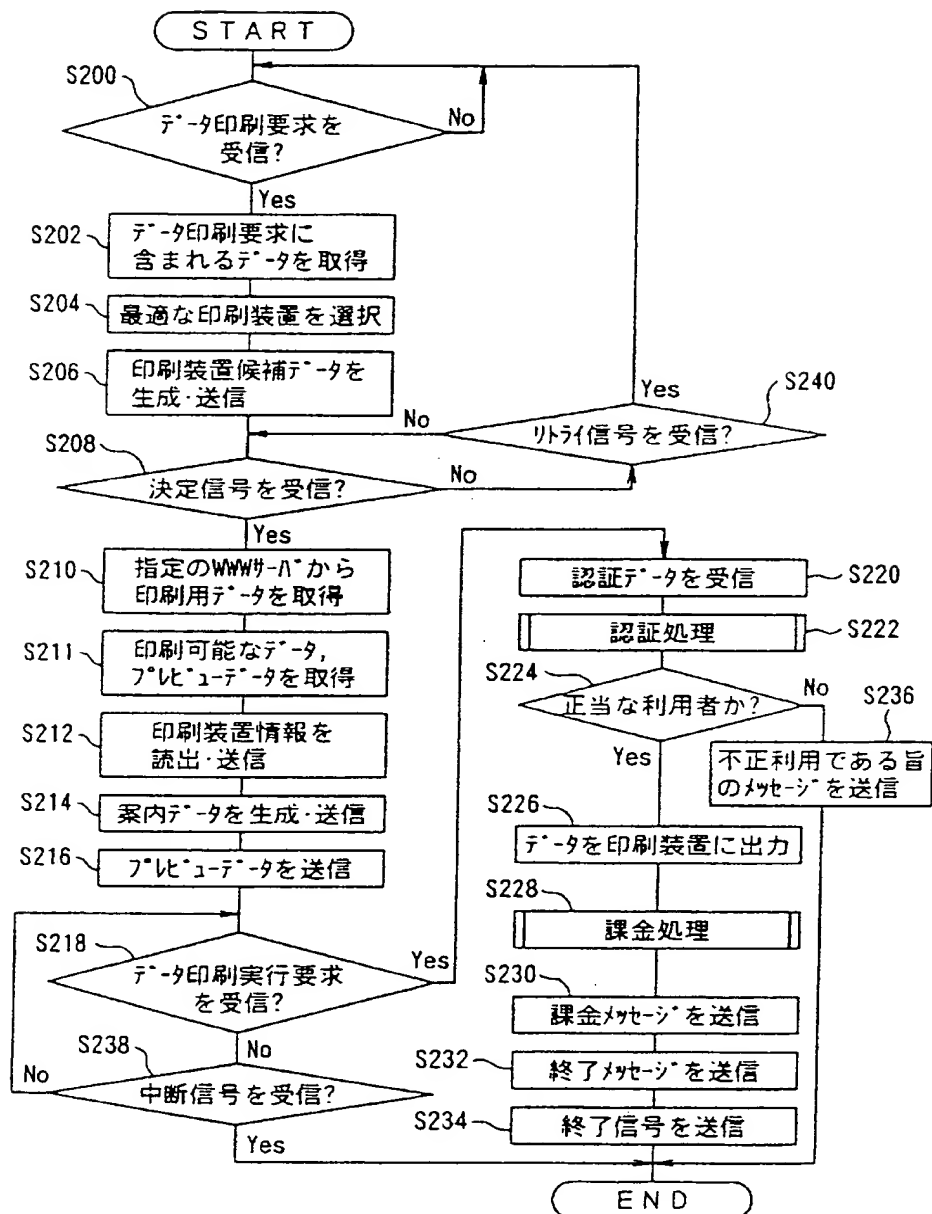 START
S200
データ印刷要求を
受信?
No
Yes
S202
データ印刷要求に
含まれるデータを取得
S204
最適な印刷装置を選択
S206
印刷装置候補データを
生成・送信
S240
Yes
No
リトライ信号を受信?
S208
決定信号を受信?
No
Yes
S210
指定のWWWサーバから
印刷用データを取得
S211
印刷可能なデータ,
プレビューデータを取得
S212
印刷装置情報を
読出・送信
S214
案内データを生成・送信
S216
プレビューデータを送信
S218
データ印刷実行要求
を受信?
Yes
No
S238
No
中断信号を受信?
Yes
認証データを受信
S220
認証処理
S222
S224
正当な利用者か?
No
S236
Yes
不正利用である旨
のメッセージを送信
S226
データを印刷装置に出力
S228
課金処理
S230
課金メッセージを送信
S232
終了メッセージを送信
S234
終了信号を送信
END